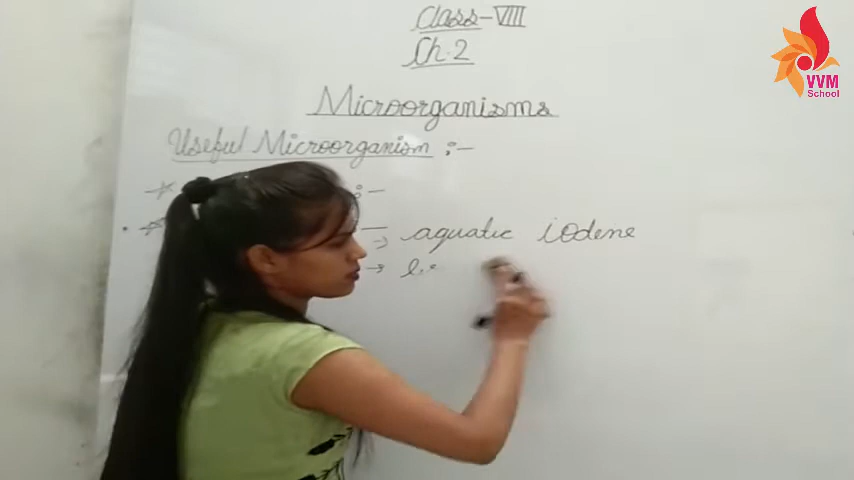 Class-VIII
Ch.2
Microorganisms
Useful Microorganism :-
:-
→ aquatic iodene
→
VVM
School